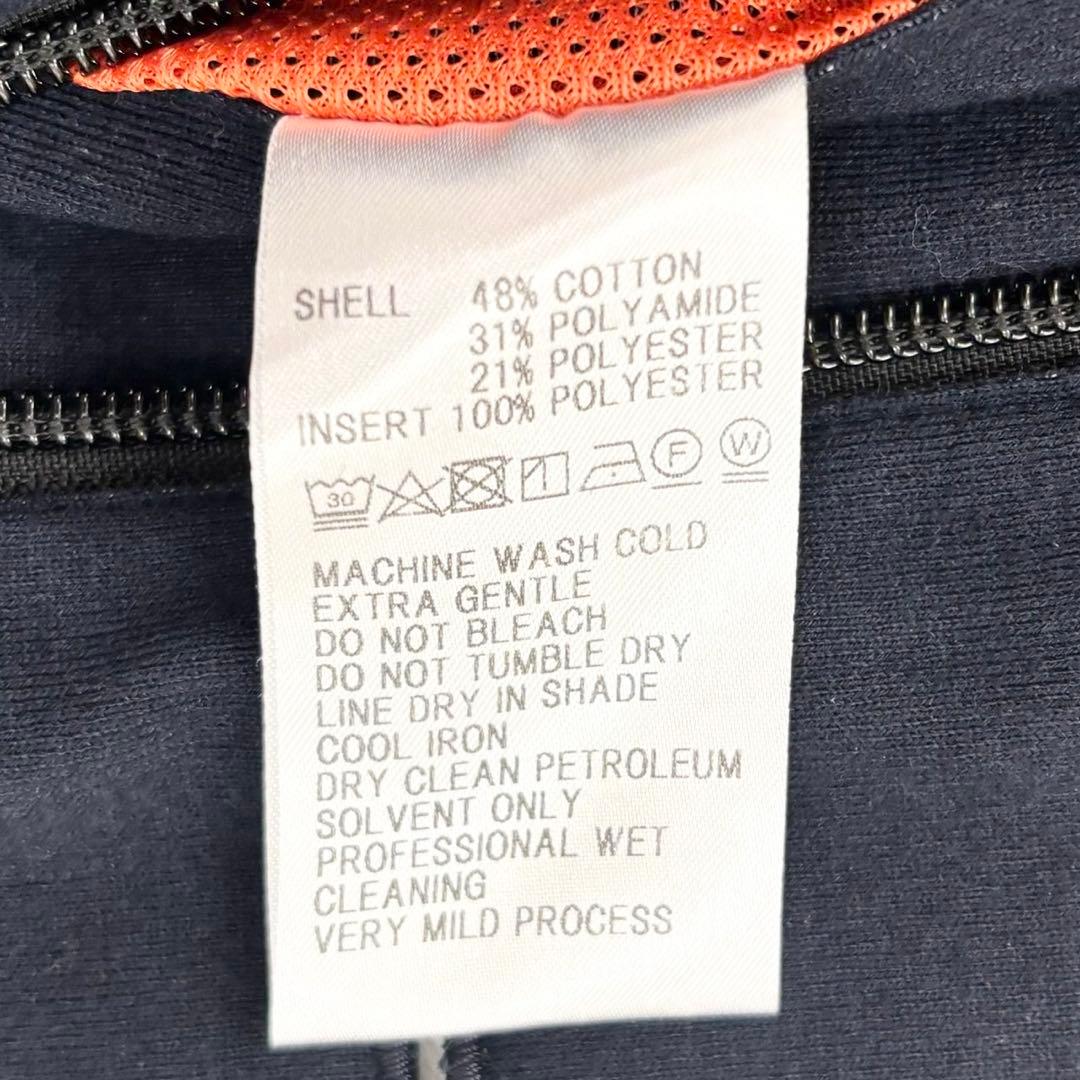 SHELL 48% COTTON
31% POLYAMIDE
21% POLYESTER
INSERT 100% POLYESTER
30 F W
MACHINE WASH COLD
EXTRA GENTLE
DO NOT BLEACH
DO NOT TUMBLE DRY
LINE DRY IN SHADE
COOL IRON
DRY CLEAN PETROLEUM
SOLVENT ONLY
PROFESSIONAL WET
CLEANING
VERY MILD PROCESS